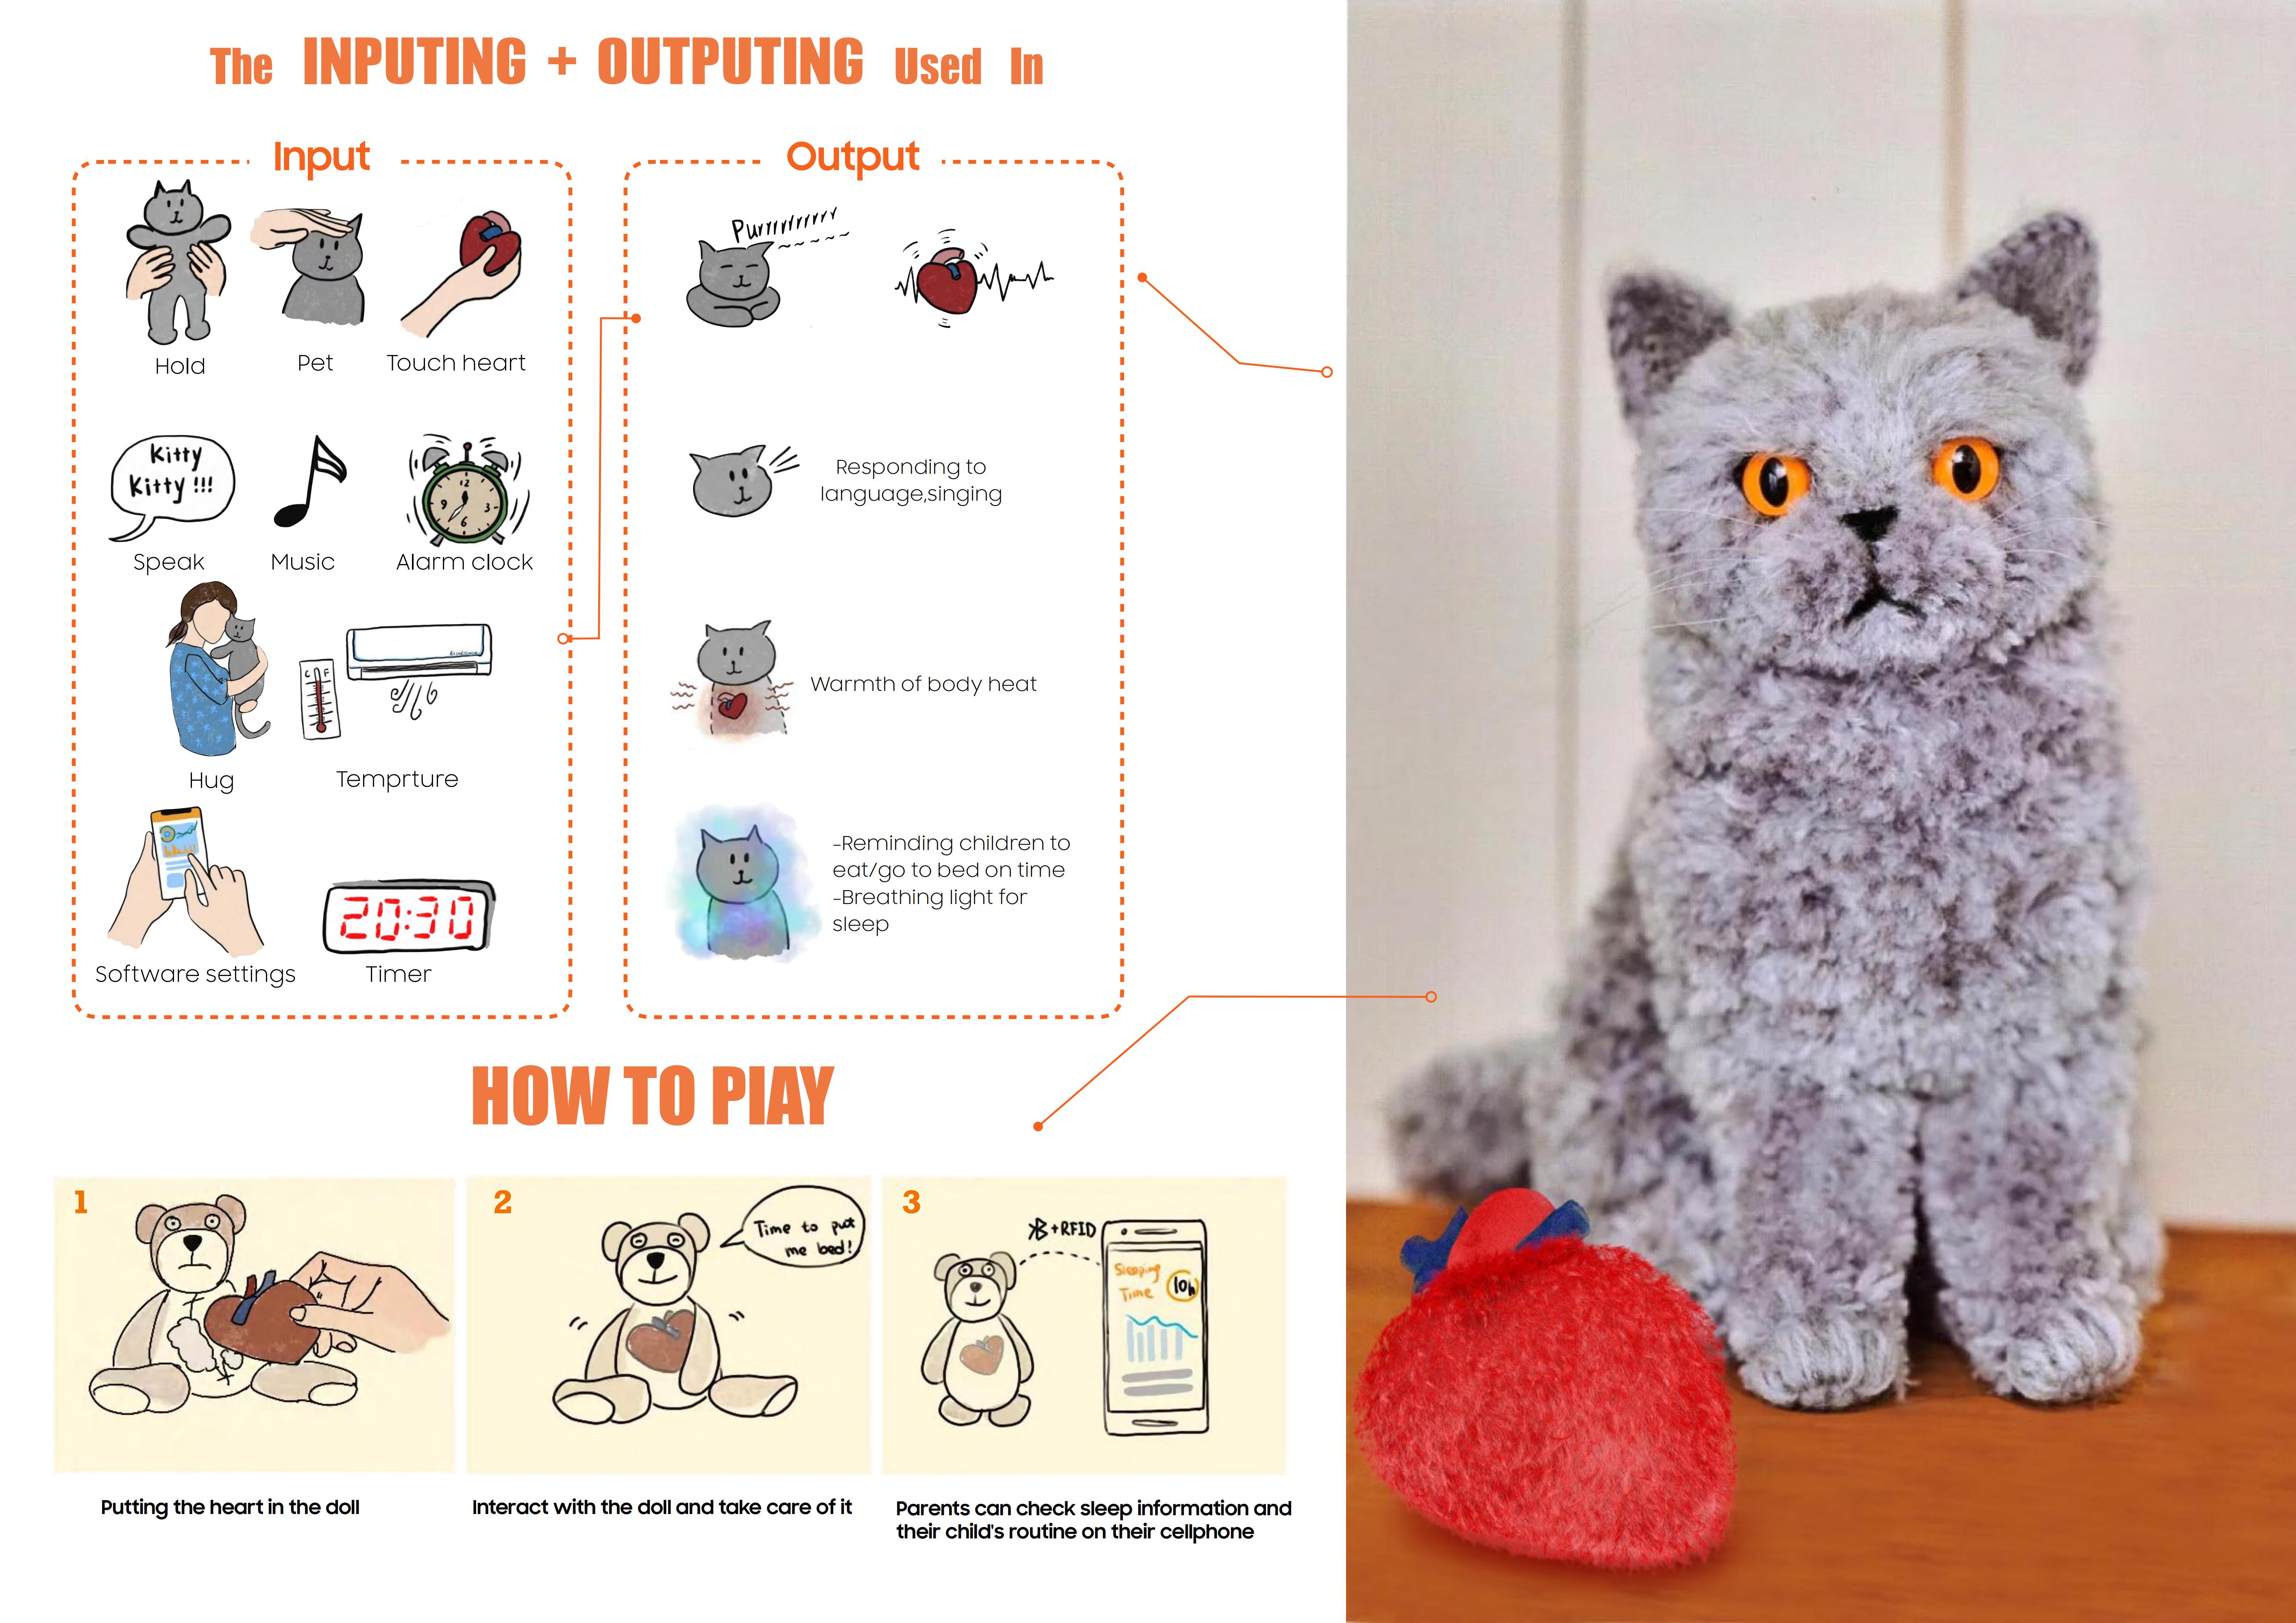 The INPUTING + OUTPUTING Used In
Input
Output
Hold
Pet
Touch heart
Purrrrrrrrrr
Kitty
Kitty !!!
12
3
6
9
Speak
Music
Alarm clock
Responding to
language,singing
C F
Hug
Temprture
Warmth of body heat
20:30
Software settings
Timer
-Reminding children to
eat/go to bed on time
-Breathing light for
sleep
HOW TO PlAY
1
Putting the heart in the doll
2
Time to put
me bed!
Interact with the doll and take care of it
3
+RFID
Sleeping
Time
10h
Parents can check sleep information and
their child's routine on their cellphone